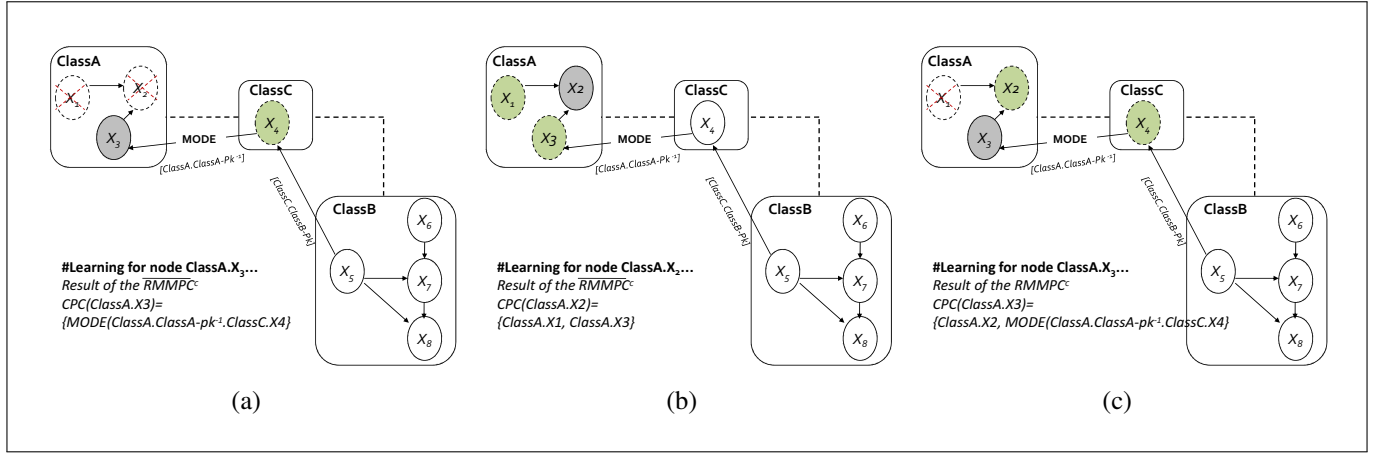 ClassA
X₁
X₂
X₃
MODE
[ClassA.ClassA-Pk⁻¹]
ClassC
X₄
[ClassC.ClassB-Pk]
ClassB
X₆
X₅
X₇
X₈
#Learning for node ClassA.X₃...
Result of the RMMPCᶜ
CPC(ClassA.X3)=
{MODE(ClassA.ClassA-pk⁻¹.ClassC.X4}
(a)
ClassA
X₁
X2
X3
MODE
[ClassA.ClassA-Pk⁻¹]
ClassC
X₄
[ClassC.ClassB-Pk]
ClassB
X₆
X₅
X₇
X₈
#Learning for node ClassA.X₂...
Result of the RMMPCᶜ
CPC(ClassA.X2)=
{ClassA.X1, ClassA.X3}
(b)
ClassA
X₁
X₂
X₃
MODE
[ClassA.ClassA-Pk⁻¹]
ClassC
X₄
[ClassC.ClassB-Pk]
ClassB
X₆
X₅
X₇
X₈
#Learning for node ClassA.X₃...
Result of the RMMPCᶜ
CPC(ClassA.X3)=
{ClassA.X2, MODE(ClassA.ClassA-pk⁻¹.ClassC.X4}
(c)